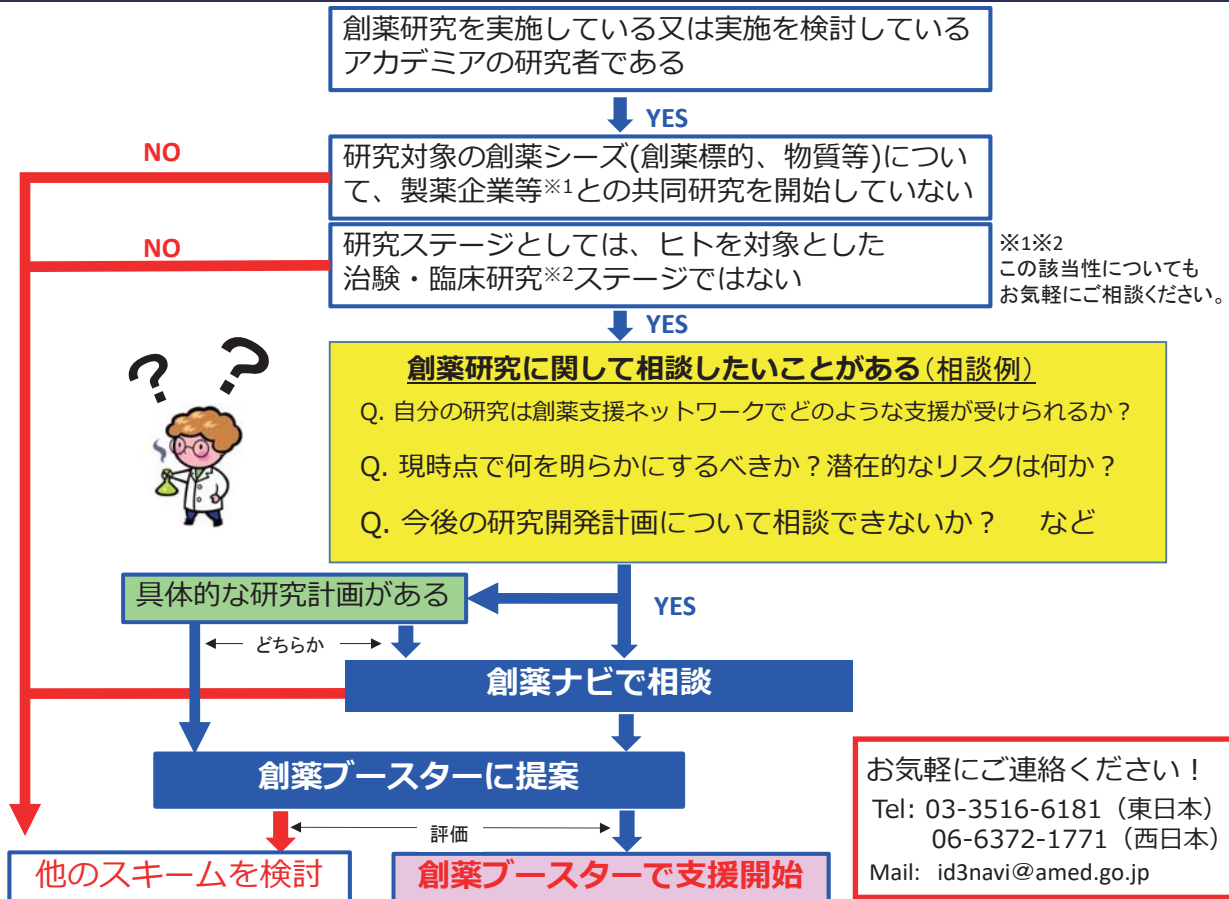 創薬研究を実施している又は実施を検討している
アカデミアの研究者である
YES
NO
研究対象の創薬シーズ(創薬標的、物質等)につい
て、製薬企業等※1との共同研究を開始していない
NO
研究ステージとしては、ヒトを対象とした
治験・臨床研究※2ステージではない
※1※2
この該当性についても
お気軽にご相談ください。
YES
? ?
創薬研究に関して相談したいことがある(相談例)
Q. 自分の研究は創薬支援ネットワークでどのような支援が受けられるか？
Q. 現時点で何を明らかにするべきか？潜在的なリスクは何か？
Q. 今後の研究開発計画について相談できないか？ など
具体的な研究計画がある
YES
どちらか
創薬ナビで相談
創薬ブースターに提案
評価
他のスキームを検討
創薬ブースターで支援開始
お気軽にご連絡ください！
Tel: 03-3516-6181（東日本）
06-6372-1771（西日本）
Mail: id3navi@amed.go.jp